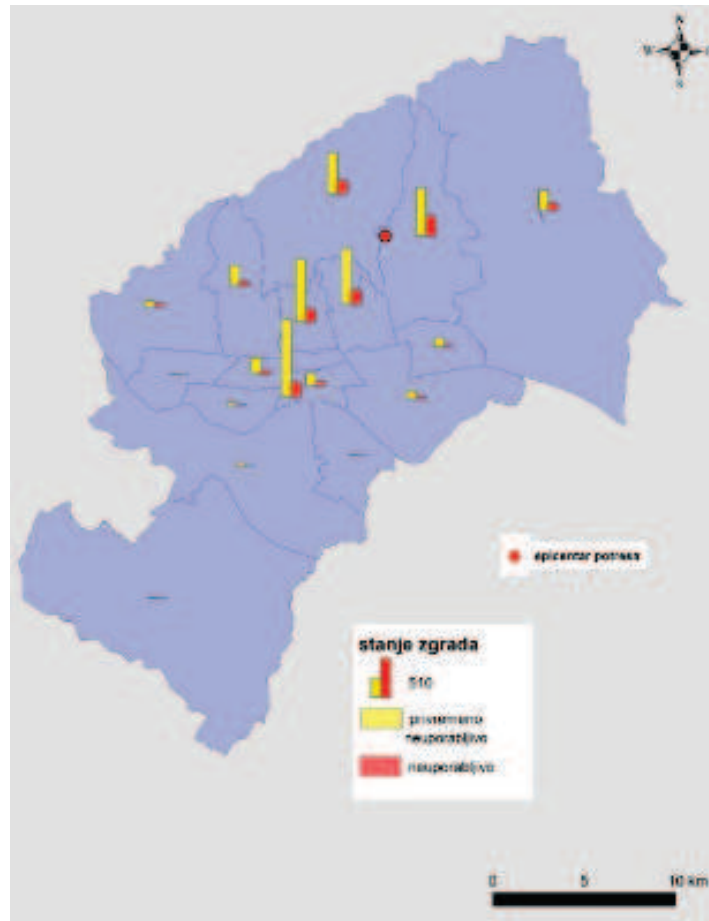 N
W
S
epicentar potresa
stanje zgrada
510
privremeno
neuporabljivo
neuporabljivo
0 5 10 km